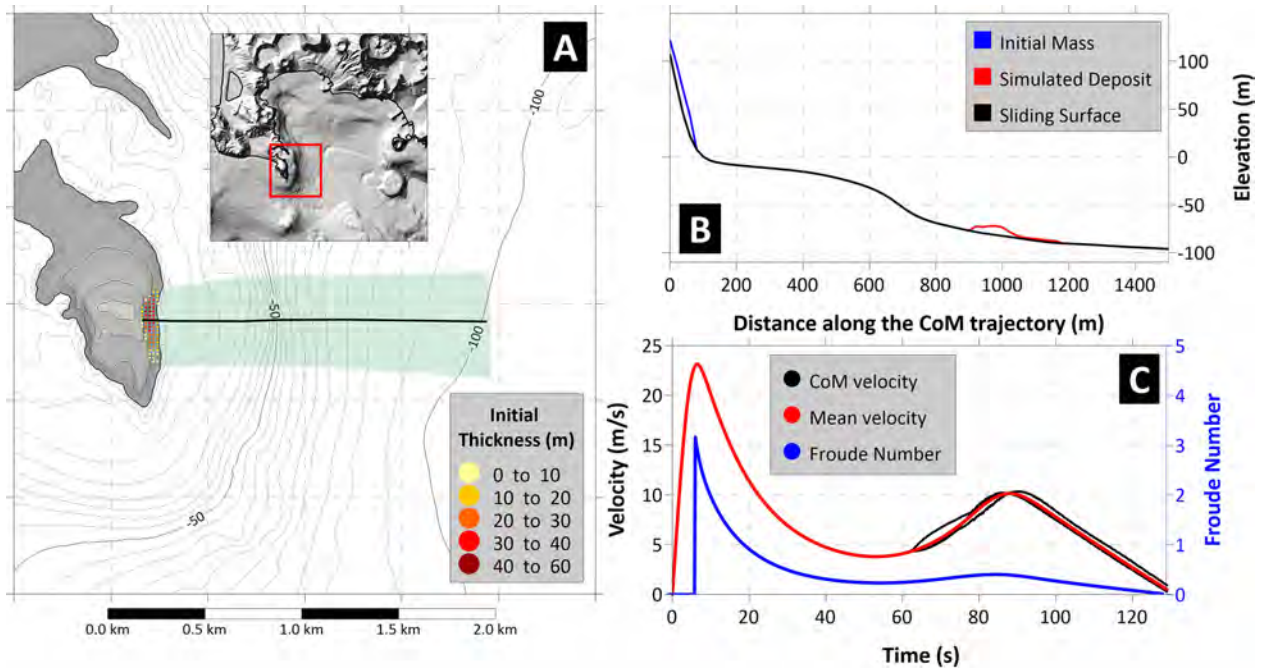 A
-100
-50
-100
-50
Initial
Thickness (m)
0 to 10
10 to 20
20 to 30
30 to 40
40 to 60
0.0 km 0.5 km 1.0 km 1.5 km 2.0 km
Initial Mass
Simulated Deposit
Sliding Surface
B
100
50
0
-50
-100
Elevation (m)
0 200 400 600 800 1000 1200 1400
Distance along the CoM trajectory (m)
C
CoM velocity
Mean velocity
Froude Number
25
20
15
10
5
0
Velocity (m/s)
5
4
3
2
1
0
Froude Number
0 20 40 60 80 100 120
Time (s)